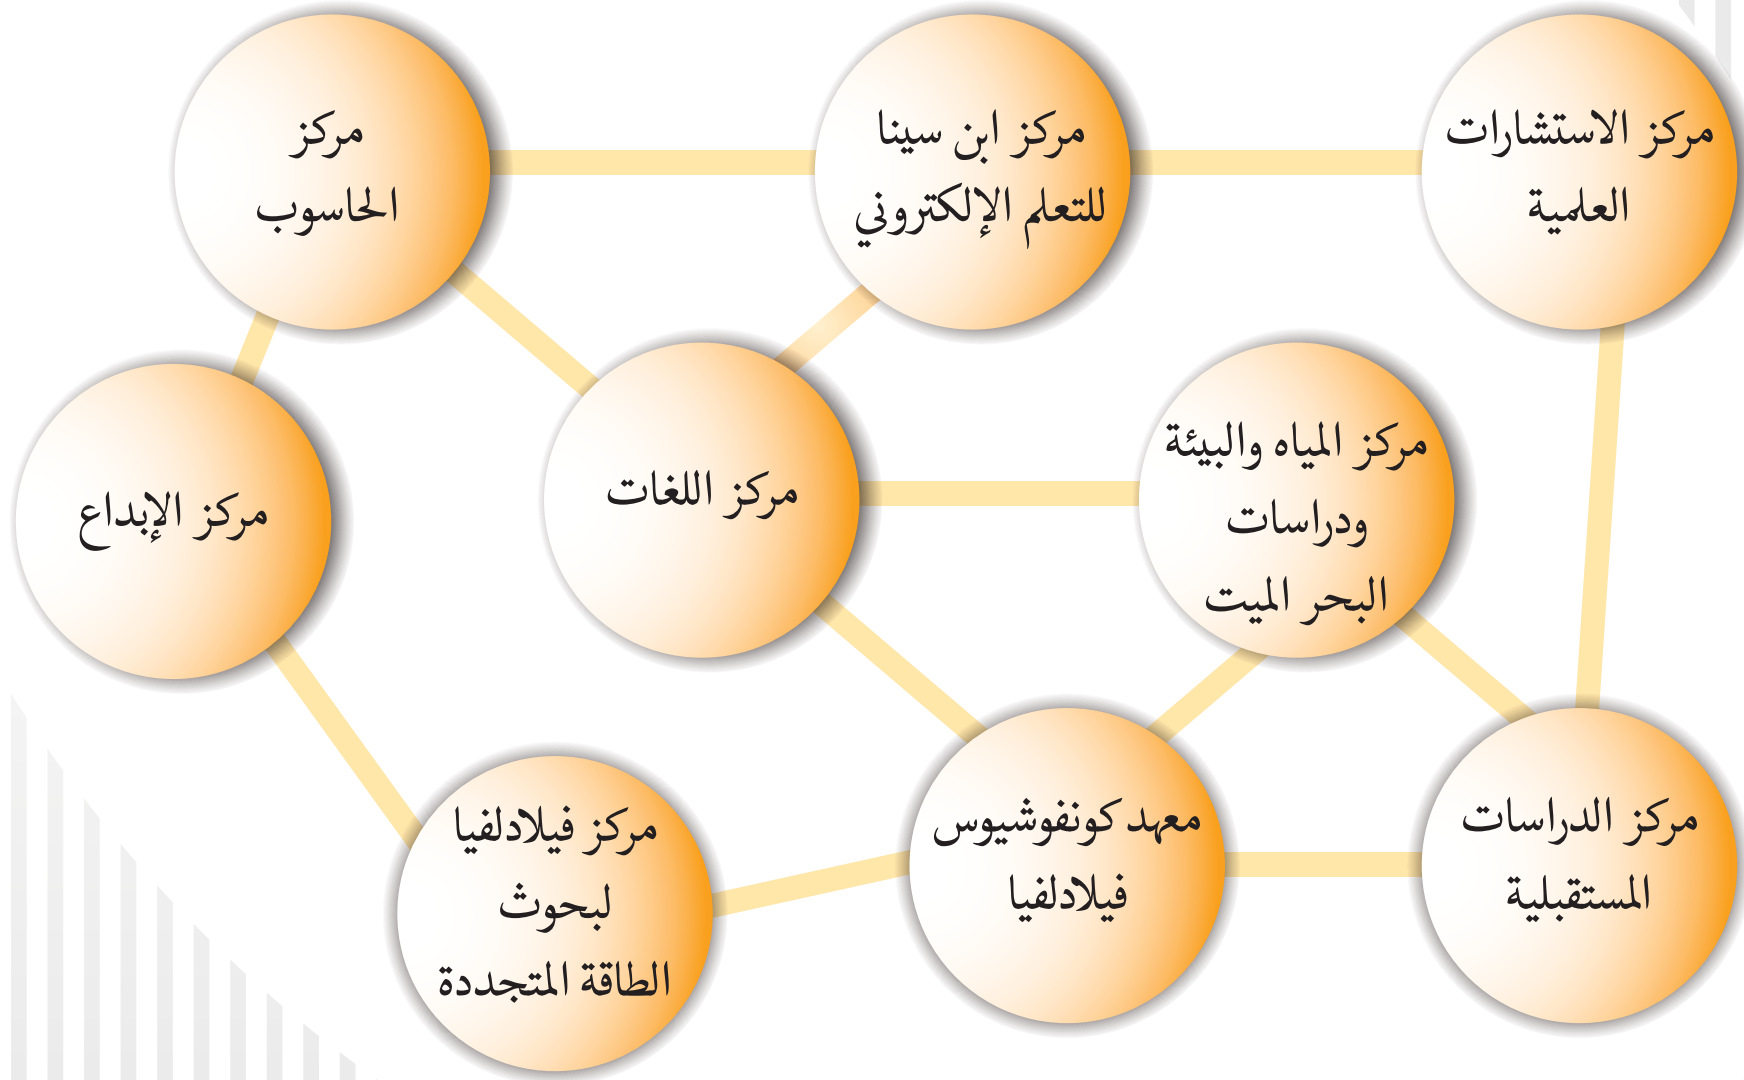 مركز الاستشارات
العلمية
مركز ابن سينا
للتعلم الإلكتروني
مركز
الحاسوب
مركز المياه والبيئة
ودراسات
البحر الميت
مركز اللغات
مركز الإبداع
مركز الدراسات
المستقبلية
معهد كونفوشيوس
فيلادلفيا
مركز فيلادلفيا
لبحوث
الطاقة المتجددة